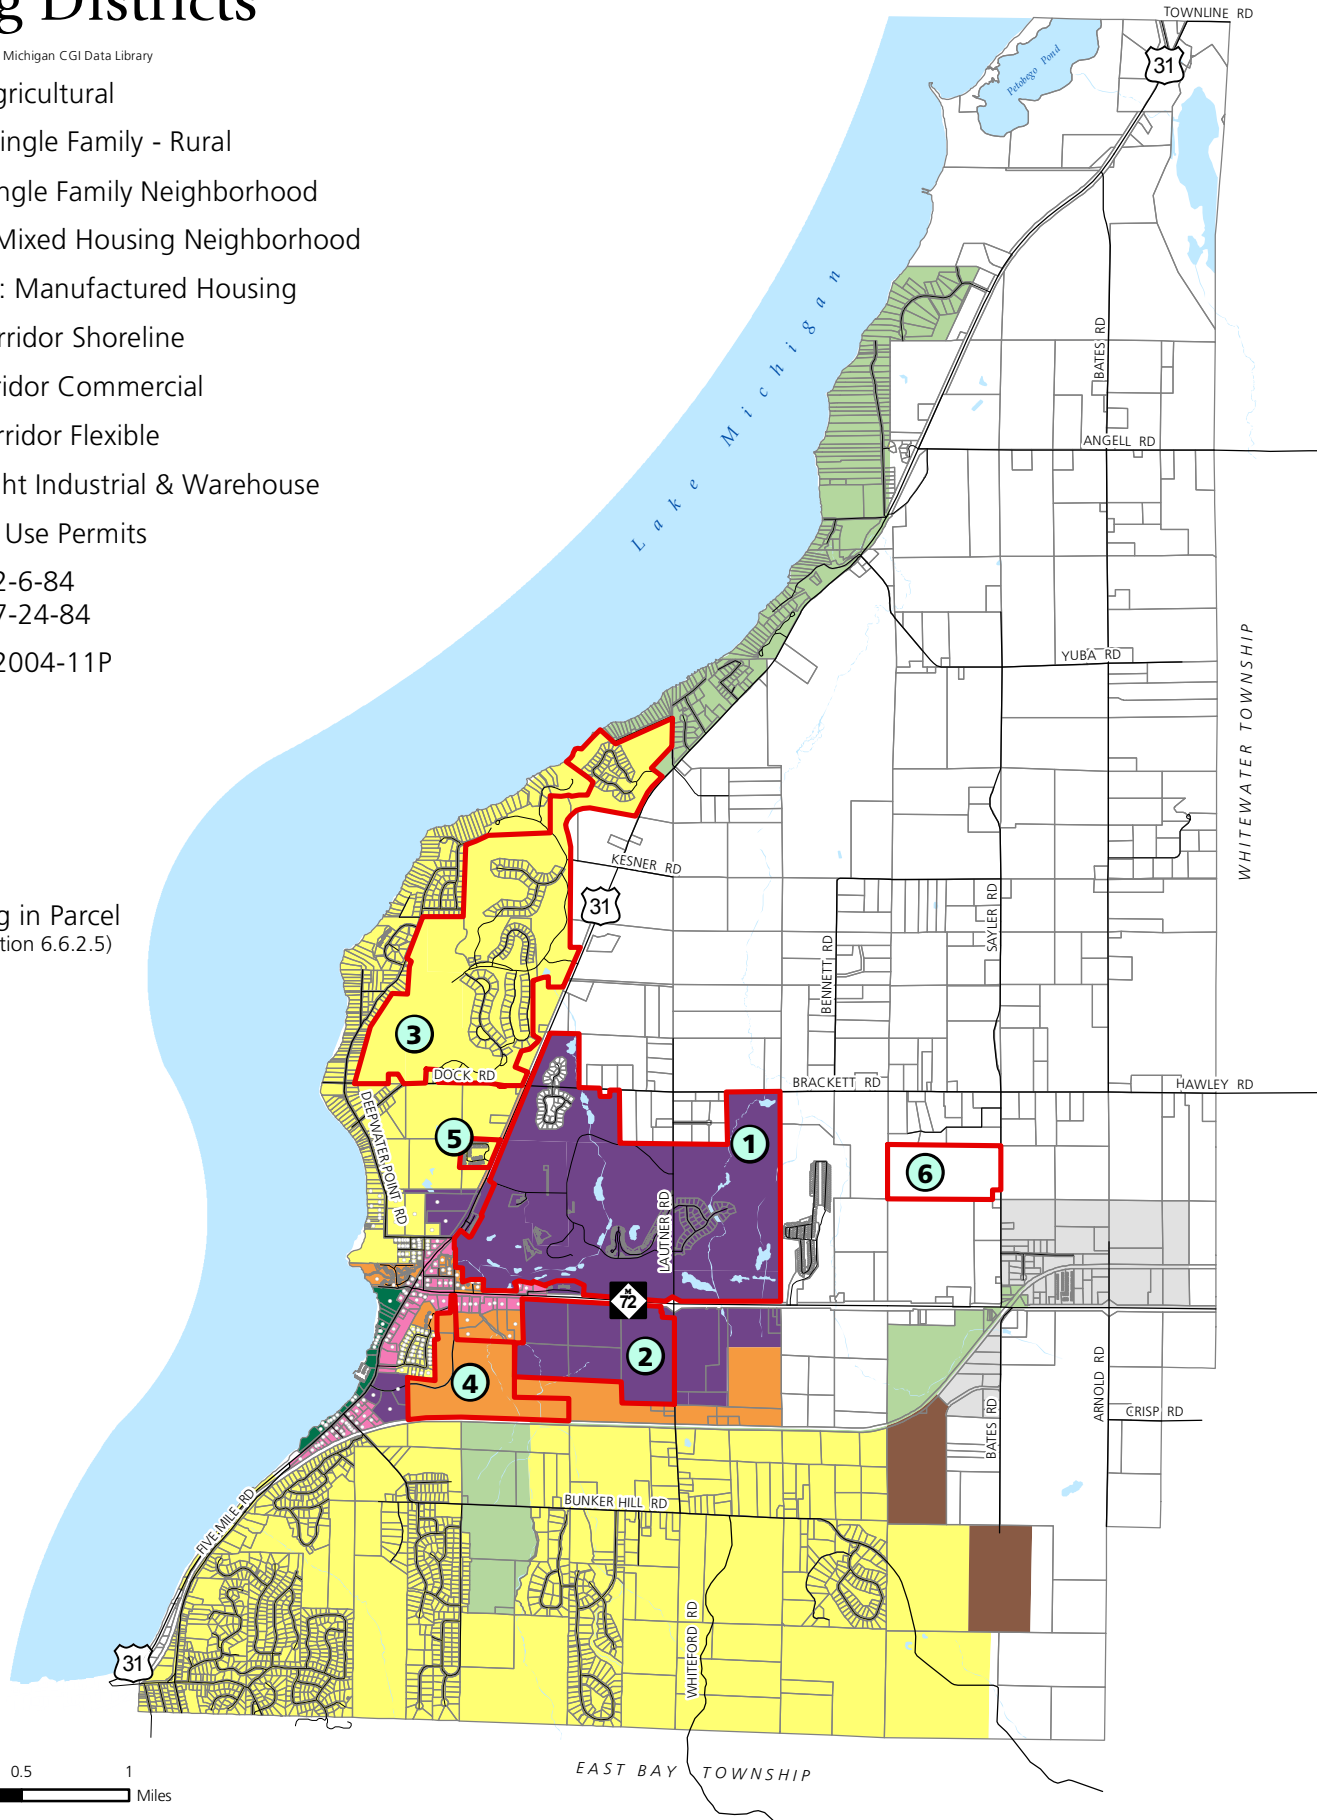 g Districts
Michigan CGI Data Library
gricultural
ingle Family - Rural
ngle Family Neighborhood
Mixed Housing Neighborhood
: Manufactured Housing
rridor Shoreline
ridor Commercial
rridor Flexible
ht Industrial & Warehouse
Use Permits
2-6-84
7-24-84
2004-11P
g in Parcel
tion 6.6.2.5)
TOWNLINE RD
31
Petobego Pond
Lake Michigan
BATES RD
ANGELL RD
YUBA RD
WHITEWATER TOWNSHIP
KESNER RD
31
SAYLER RD
BENNETT RD
3
DOCK RD
BRACKETT RD
HAWLEY RD
DEEPWATER POINT RD
5
1
6
LAUTNER RD
M
72
2
4
ARNOLD RD
BATES RD
CRISP RD
BUNKER HILL RD
FIVE MILE RD
WHITEFORD RD
31
EAST BAY TOWNSHIP
0.5 1
Miles